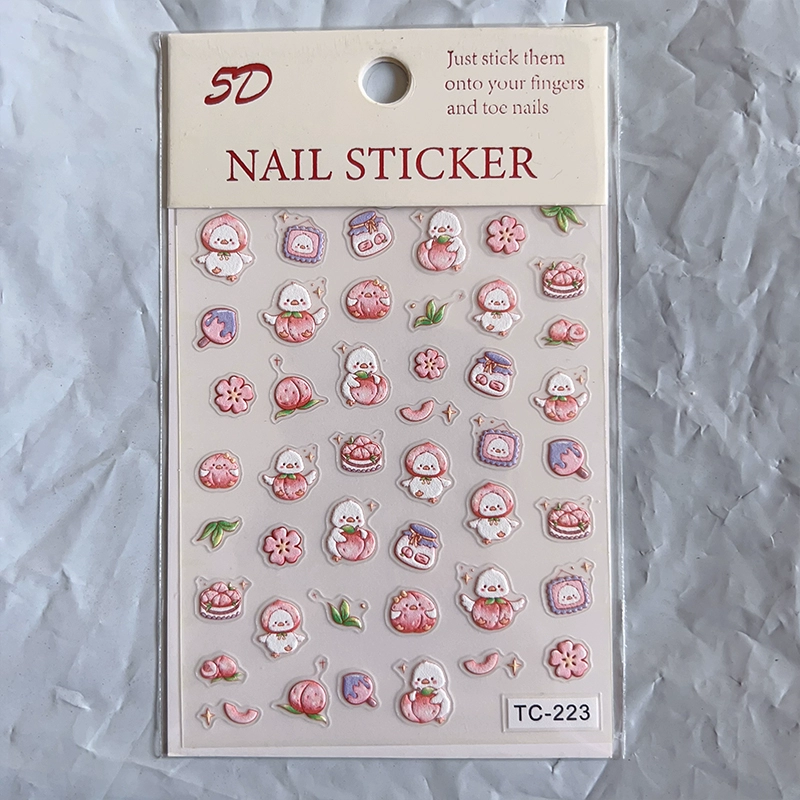 5D
Just stick them
onto your fingers
and toe nails
NAIL STICKER
TC-223